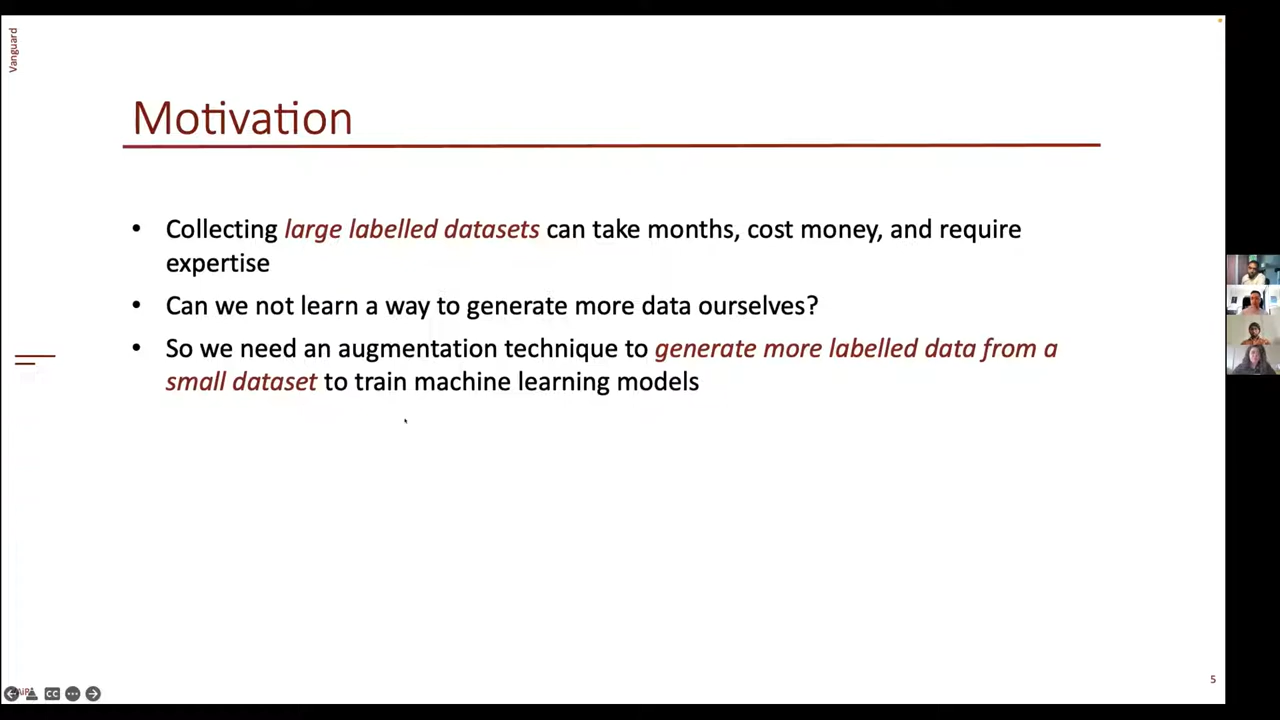 Vanguard
Motivation
• Collecting large labelled datasets can take months, cost money, and require
expertise
• Can we not learn a way to generate more data ourselves?
• So we need an augmentation technique to generate more labelled data from a
small dataset to train machine learning models
CC
5